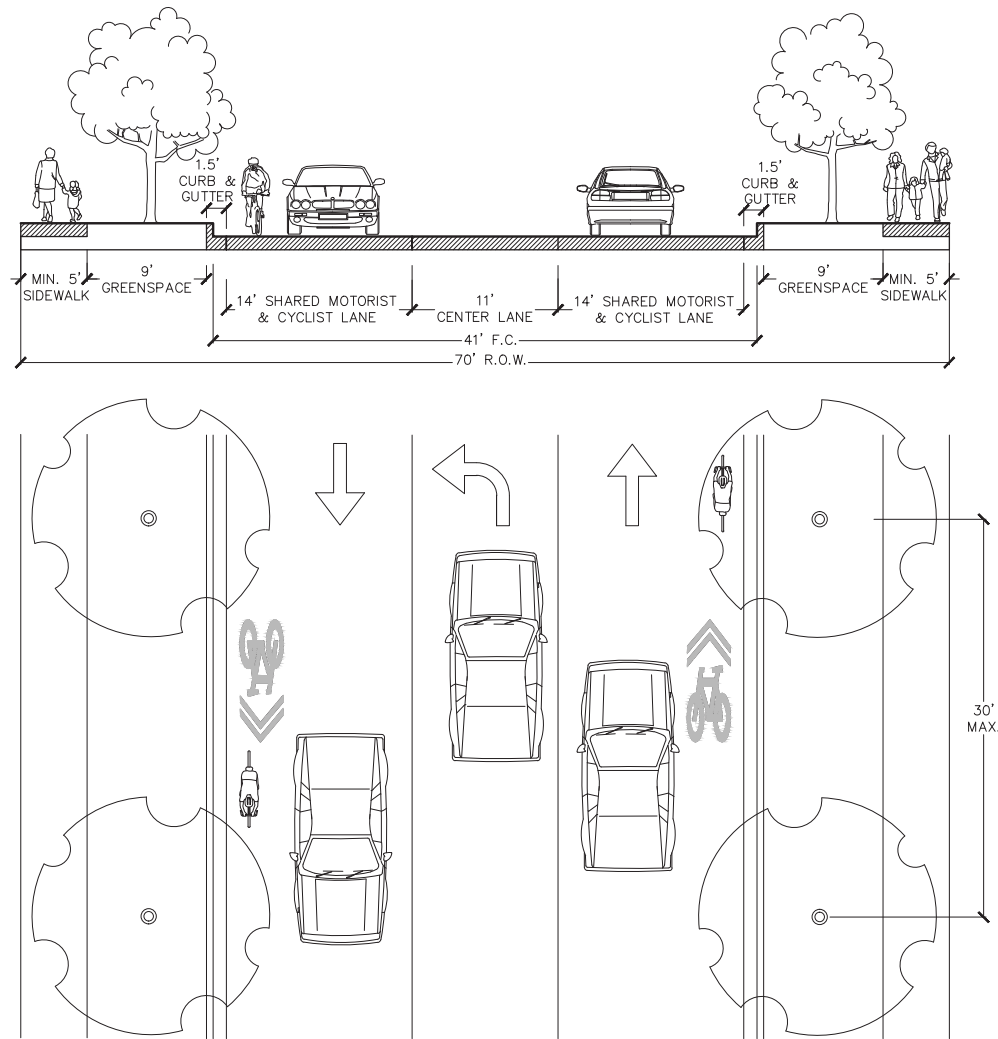 1.5'
CURB &
GUTTER
1.5'
CURB &
GUTTER
MIN. 5'
SIDEWALK
9'
GREENSPACE
14' SHARED MOTORIST
& CYCLIST LANE
11'
CENTER LANE
14' SHARED MOTORIST
& CYCLIST LANE
9'
GREENSPACE
MIN. 5'
SIDEWALK
41' F.C.
70' R.O.W.
30'
MAX.